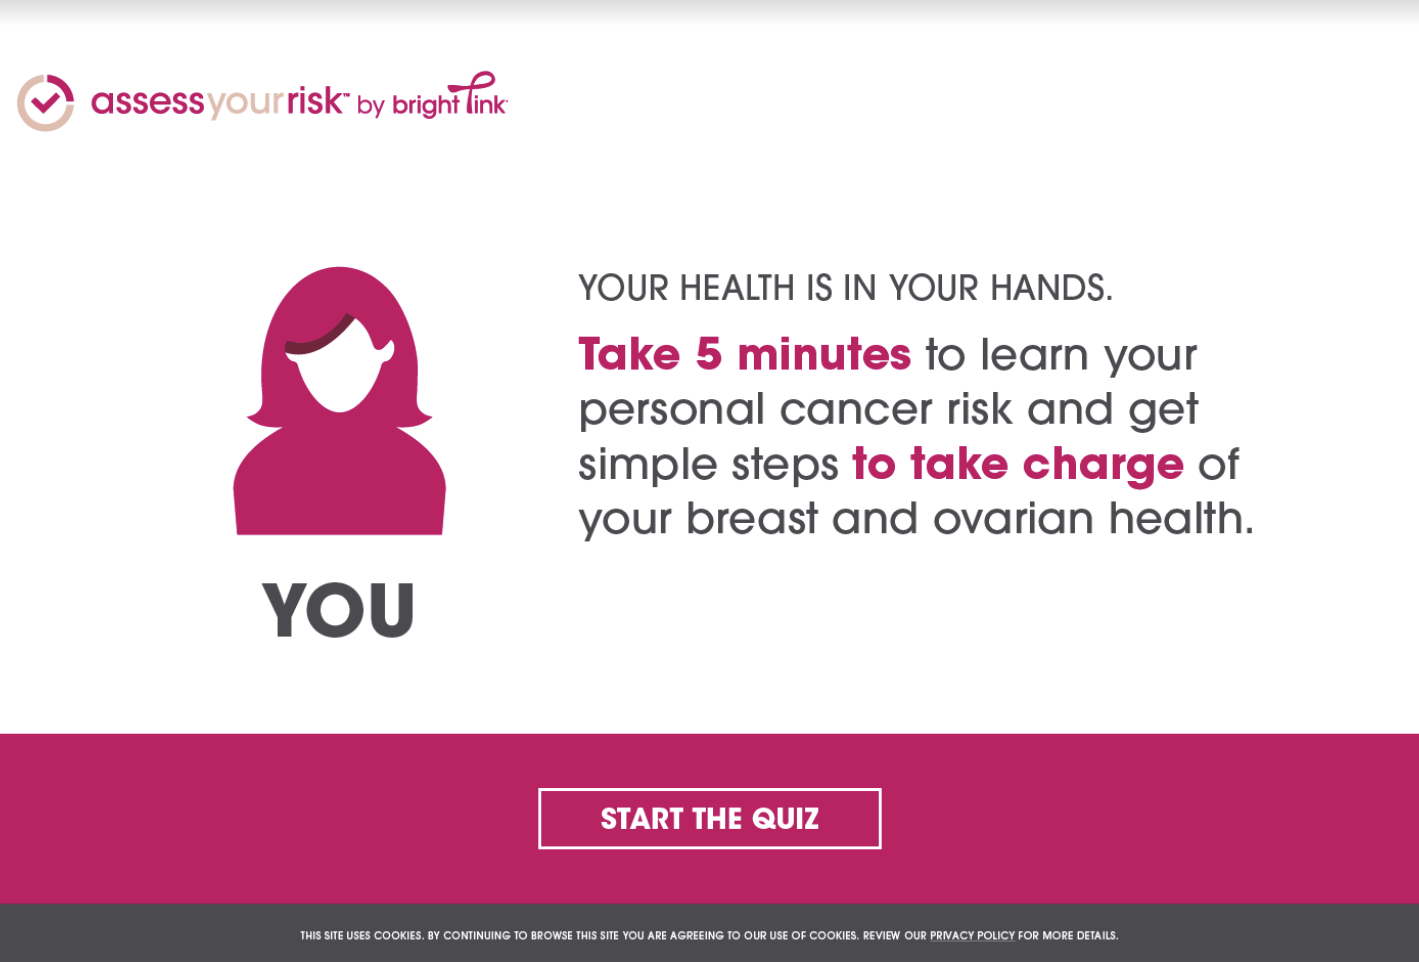 assessyourrisk™ by bright pink
YOUR HEALTH IS IN YOUR HANDS.
Take 5 minutes to learn your
personal cancer risk and get
simple steps to take charge of
your breast and ovarian health.
YOU
START THE QUIZ
THIS SITE USES COOKIES. BY CONTINUING TO BROWSE THIS SITE YOU ARE AGREEING TO OUR USE OF COOKIES. REVIEW OUR PRIVACY POLICY FOR MORE DETAILS.